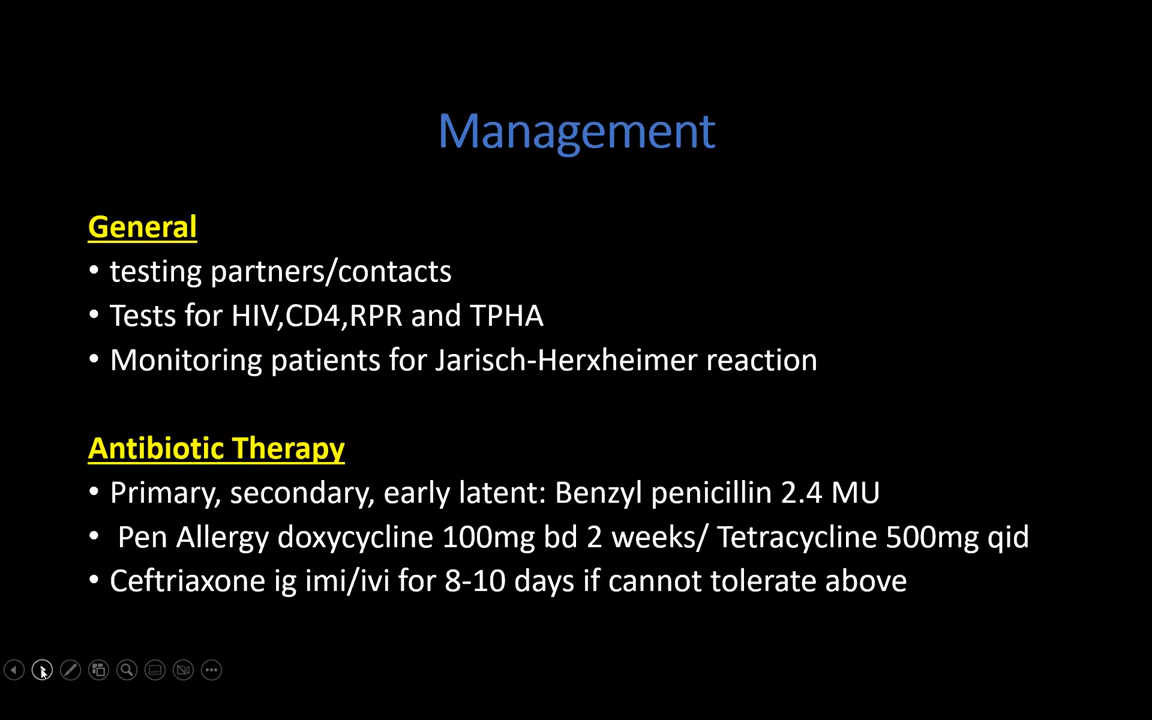 Management
General
• testing partners/contacts
• Tests for HIV,CD4,RPR and TPHA
• Monitoring patients for Jarisch-Herxheimer reaction
Antibiotic Therapy
• Primary, secondary, early latent: Benzyl penicillin 2.4 MU
• Pen Allergy doxycycline 100mg bd 2 weeks/ Tetracycline 500mg qid
• Ceftriaxone ig imi/ivi for 8-10 days if cannot tolerate above